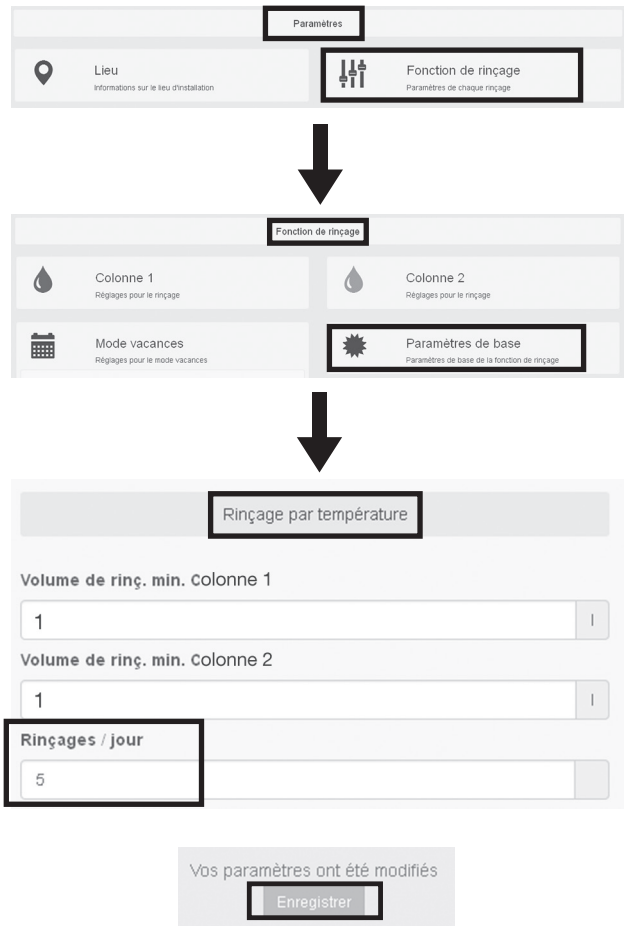 Paramètres
Lieu
Informations sur le lieu d'installation
Fonction de rinçage
Paramètres de chaque rinçage
Fonction de rinçage
Colonne 1
Réglages pour le rinçage
Colonne 2
Réglages pour le rinçage
Mode vacances
Réglages pour le mode vacances
Paramètres de base
Paramètres de base de la fonction de rinçage
Rinçage par température
Volume de rinç. min. Colonne 1
1 l
Volume de rinç. min. Colonne 2
1 l
Rinçages / jour
5
Vos paramètres ont été modifiés
Enregistrer